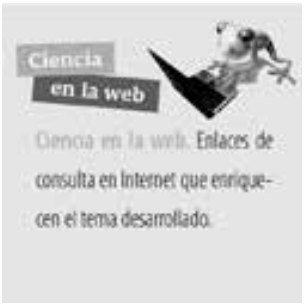 Ciencia
en la web
Ciencia en la web. Enlaces de
consulta en Internet que enrique-
cen el tema desarrollado.